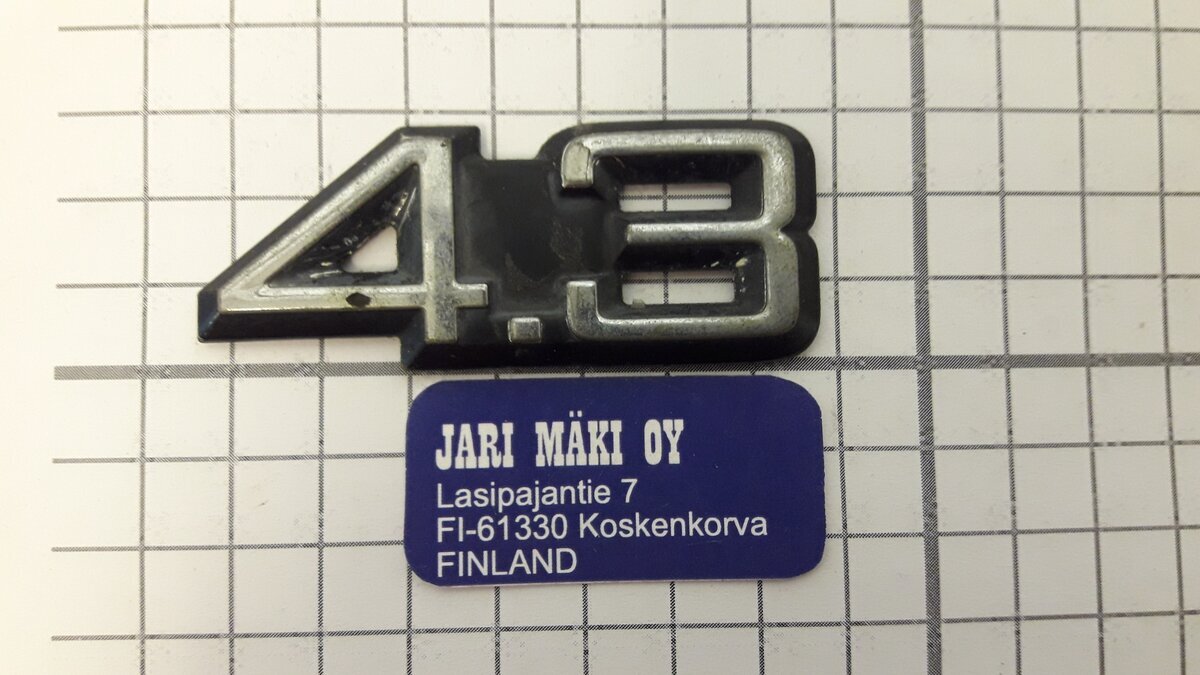 4.3
JARI MÄKI OY
Lasipajantie 7
FI-61330 Koskenkorva
FINLAND